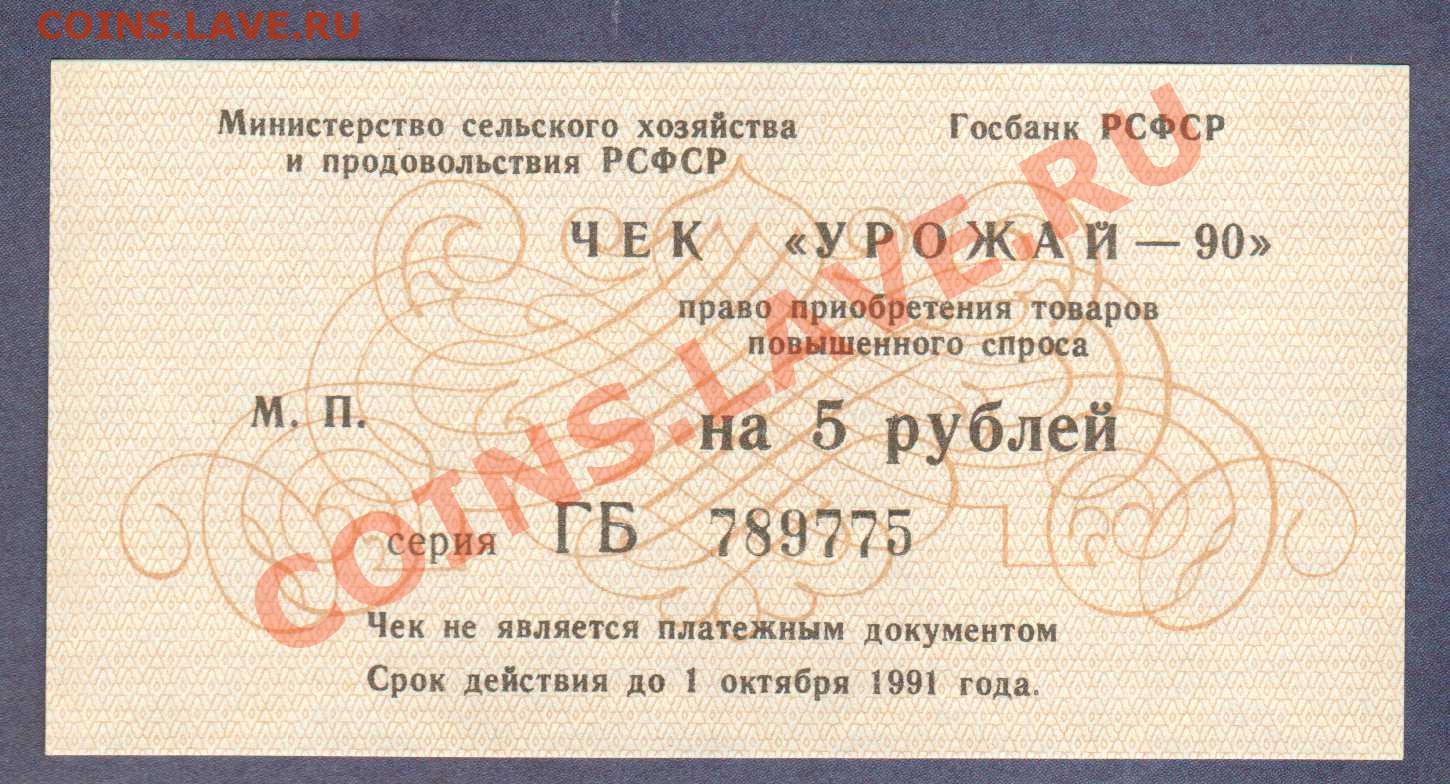 COINS.LAVE.RU
Министерство сельского хозяйства
и продовольствия РСФСР
Госбанк РСФСР
ЧЕК «УРОЖАЙ — 90»
право приобретения товаров
повышенного спроса
М. П.
на 5 рублей
серия ГБ 789775
Чек не является платежным документом
Срок действия до 1 октября 1991 года.
COINS.LAVE.RU